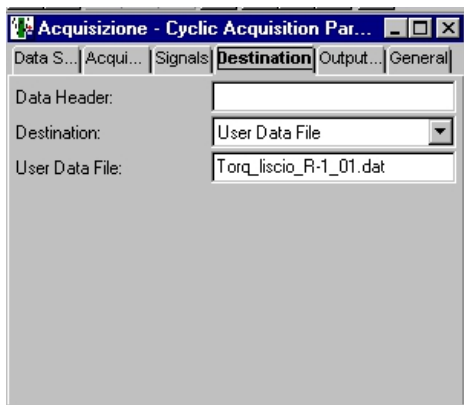 Acquisizione - Cyclic Acquisition Par...
Data S... Acqui... Signals Destination Output... General
Data Header:
Destination: User Data File
User Data File: Torq_liscio_R-1_01.dat